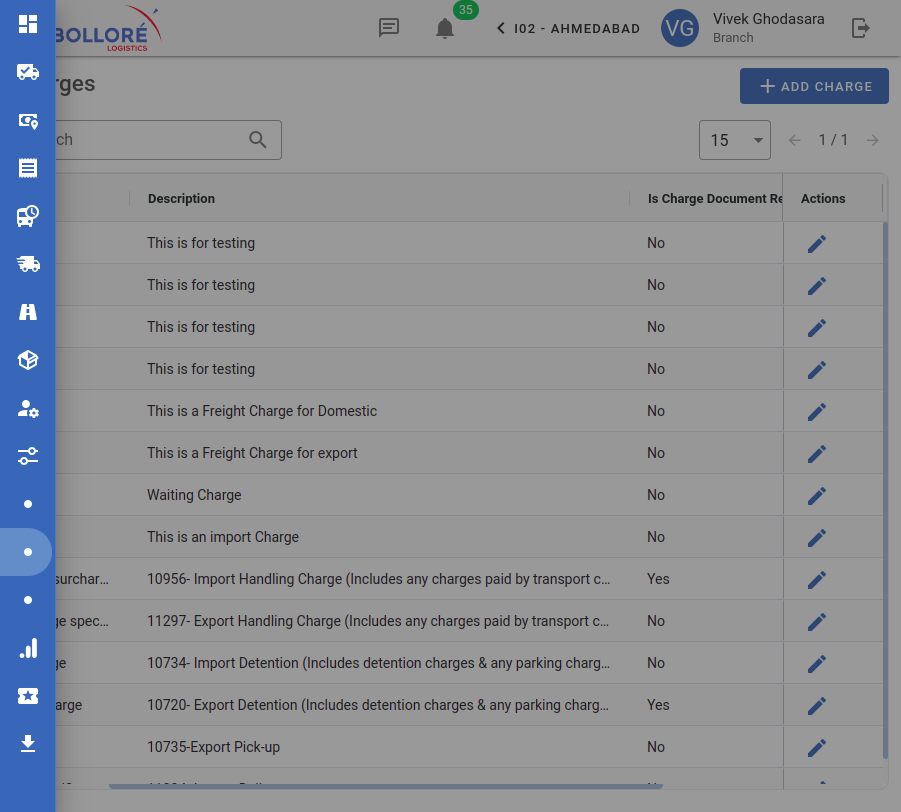 BOLLORÉ
LOGISTICS
35
I02 - AHMEDABAD
VG
Vivek Ghodasara
Branch
rges
ADD CHARGE
ch
15
1 / 1
Description
Is Charge Document Re
Actions
This is for testing
No
This is for testing
No
This is for testing
No
This is for testing
No
This is a Freight Charge for Domestic
No
This is a Freight Charge for export
No
Waiting Charge
No
This is an import Charge
No
surchar...
10956- Import Handling Charge (Includes any charges paid by transport c...
Yes
ge spec...
11297- Export Handling Charge (Includes any charges paid by transport c...
No
ge
10734- Import Detention (Includes detention charges & any parking charg...
No
arge
10720- Export Detention (Includes detention charges & any parking charg...
Yes
10735-Export Pick-up
No